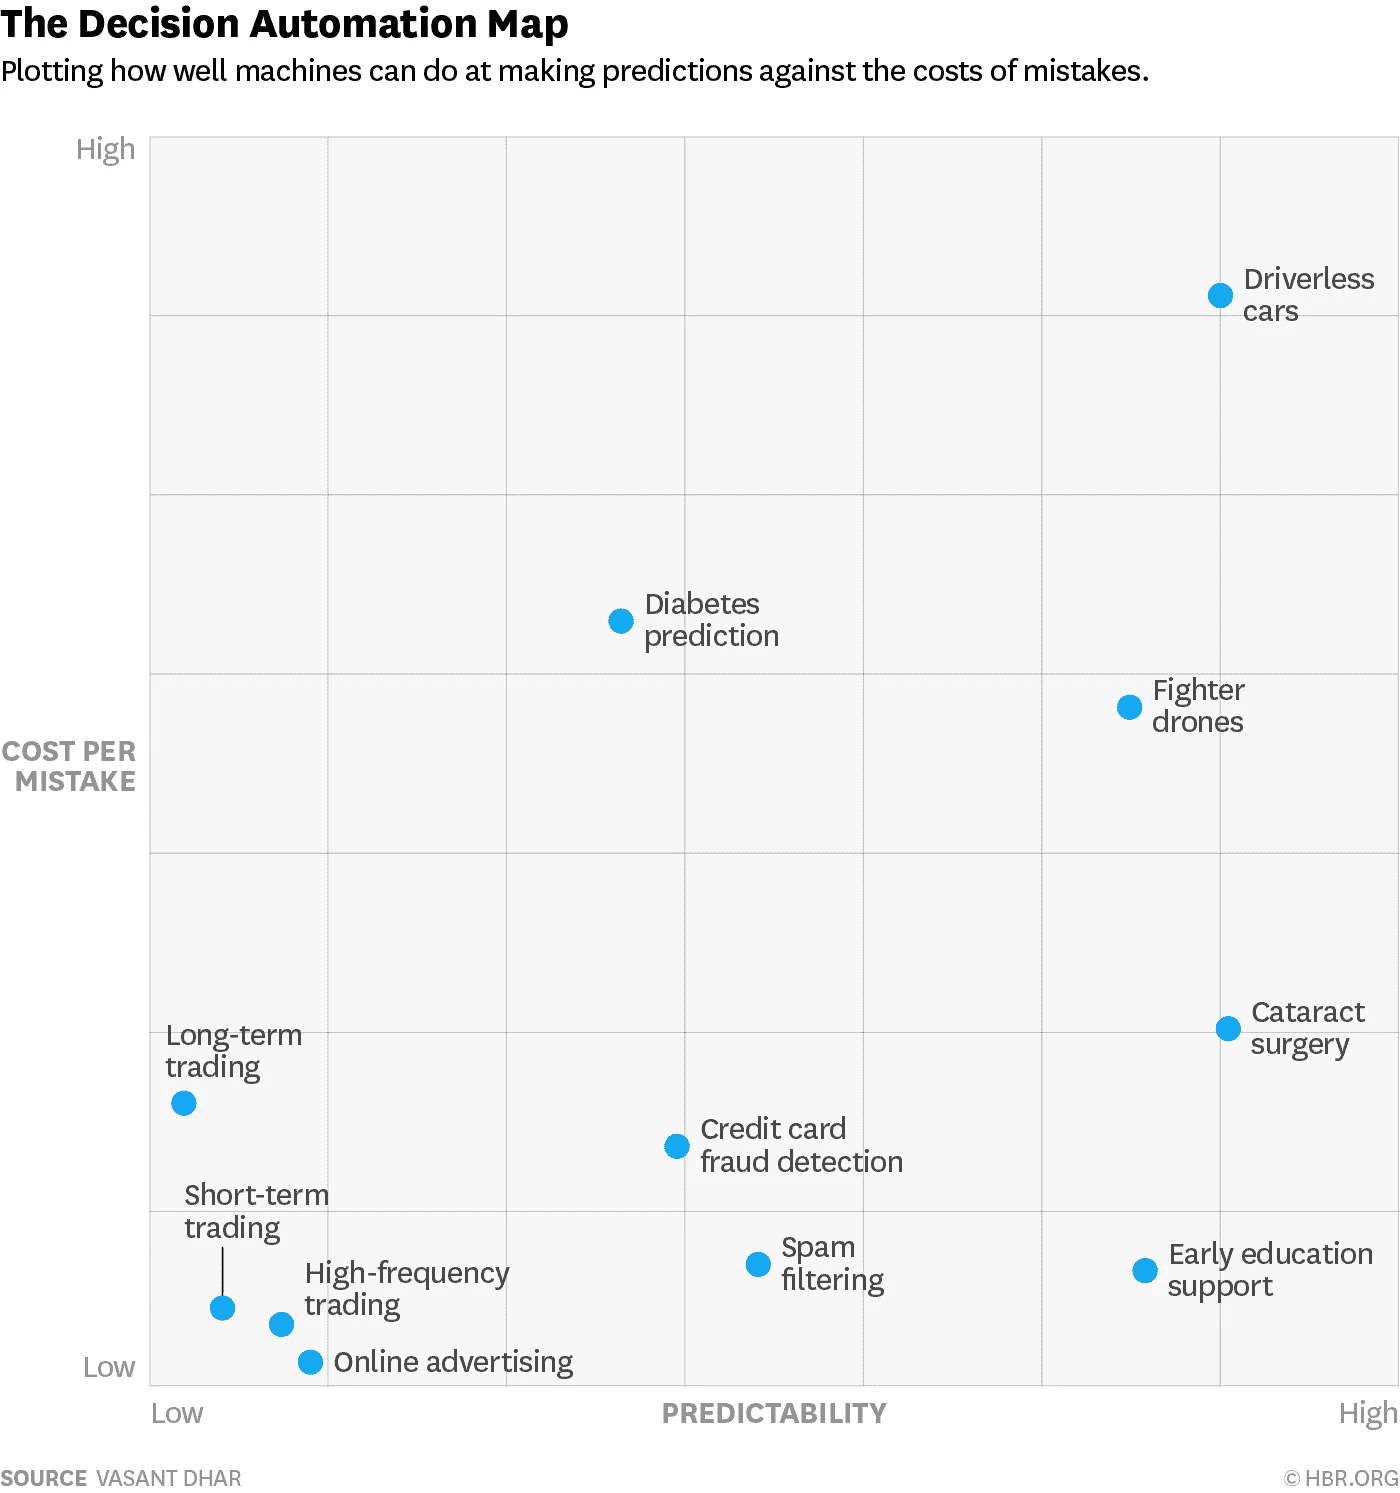 The Decision Automation Map
Plotting how well machines can do at making predictions against the costs of mistakes.
High
Driverless
cars
Diabetes
prediction
Fighter
drones
COST PER
MISTAKE
Cataract
surgery
Long-term
trading
Credit card
fraud detection
Short-term
trading
Spam
filtering
Early education
support
High-frequency
trading
Online advertising
Low
Low
PREDICTABILITY
High
SOURCE VASANT DHAR
© HBR.ORG